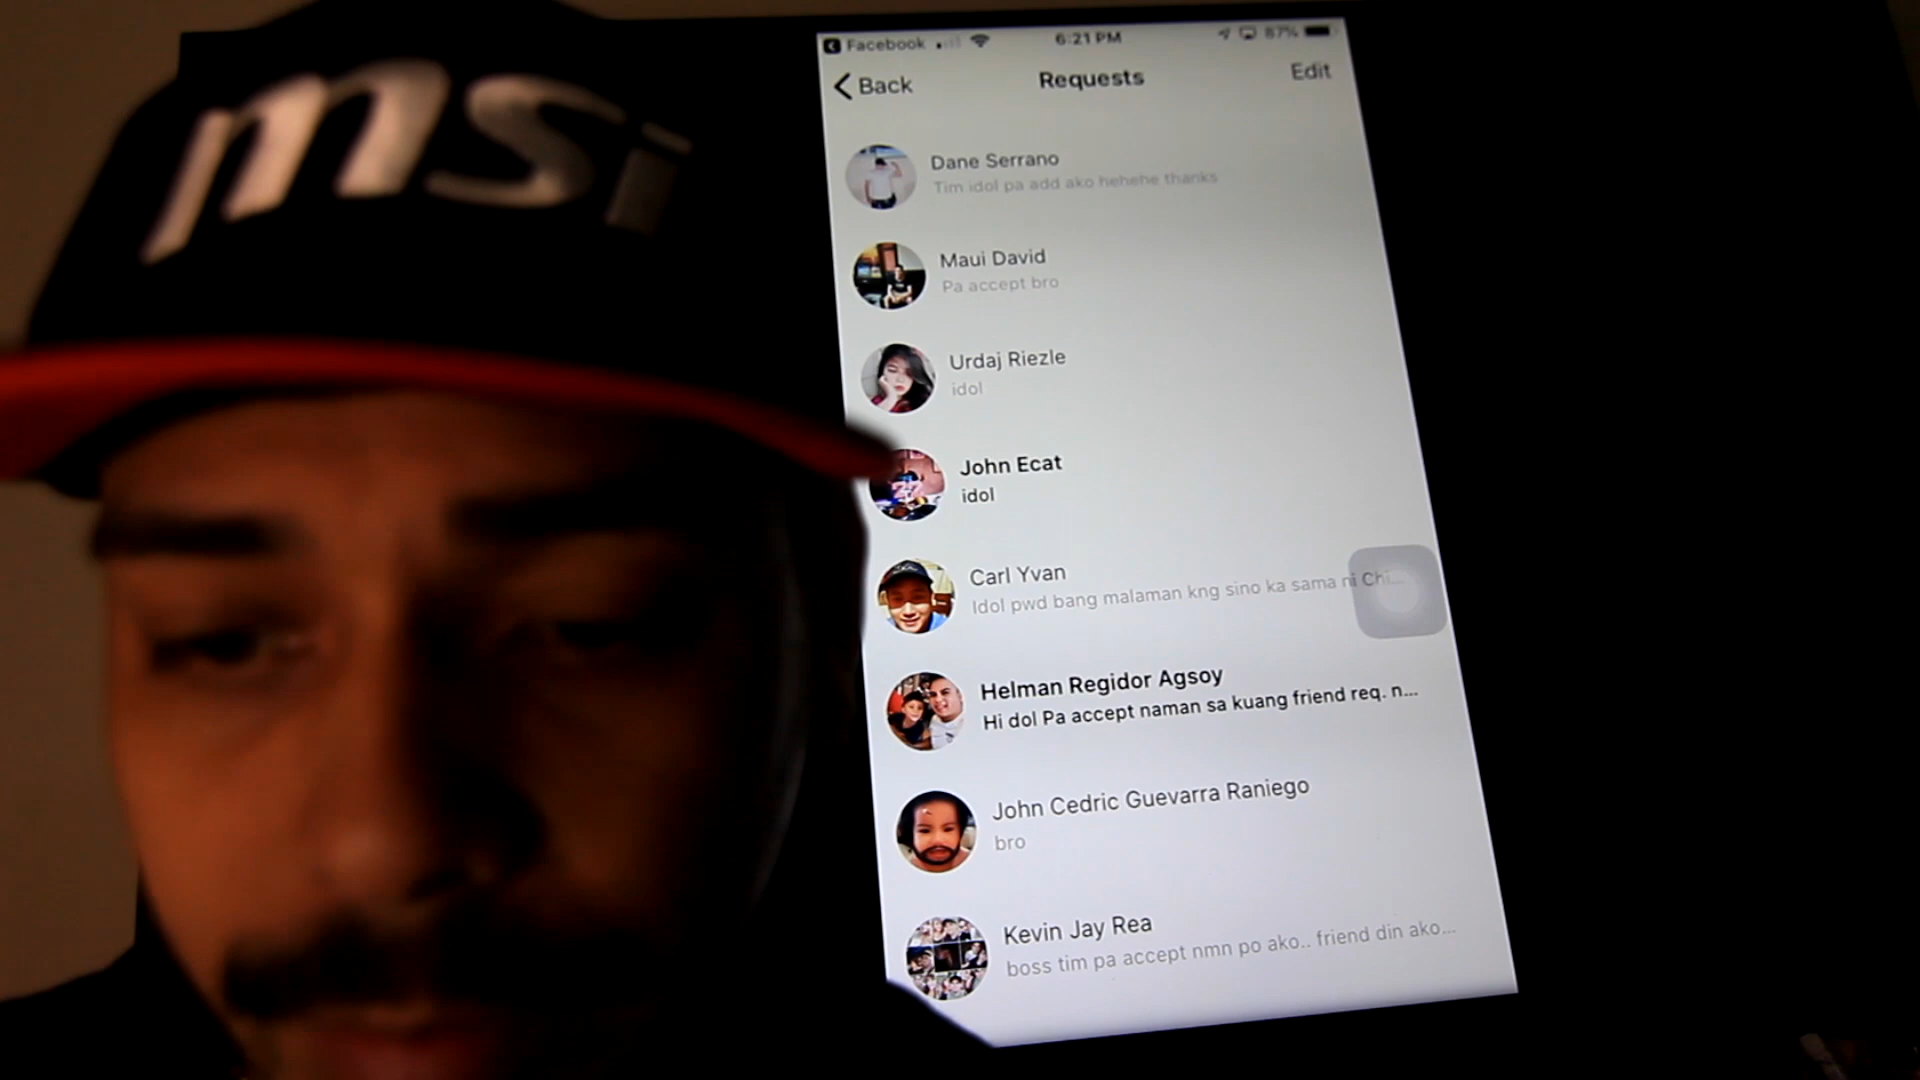 msi
Facebook 6:21 PM 87%
Back Requests Edit
Dane Serrano
Tim idol pa add ako hehehe thanks
Maui David
Pa accept bro
Urdaj Riezle
idol
John Ecat
idol
Carl Yvan
Idol pwd bang malaman kng sino ka sama ni Chi...
Helman Regidor Agsoy
Hi dol Pa accept naman sa kuang friend req. n...
John Cedric Guevarra Raniego
bro
Kevin Jay Rea
boss tim pa accept nmn po ako.. friend din ako...